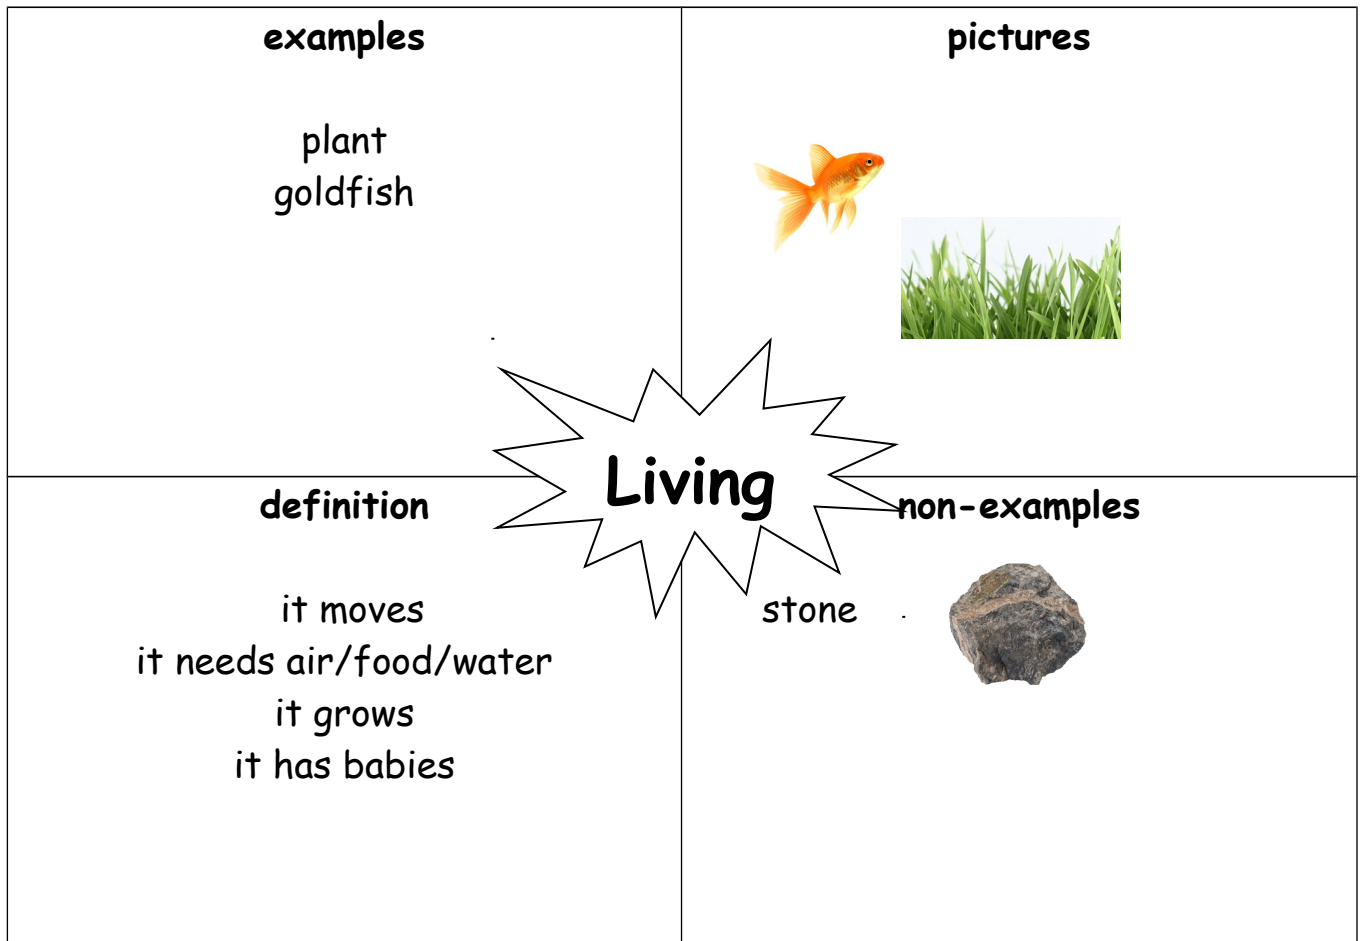 examples
plant
goldfish
pictures
Living
definition
it moves
it needs air/food/water
it grows
it has babies
non-examples
stone